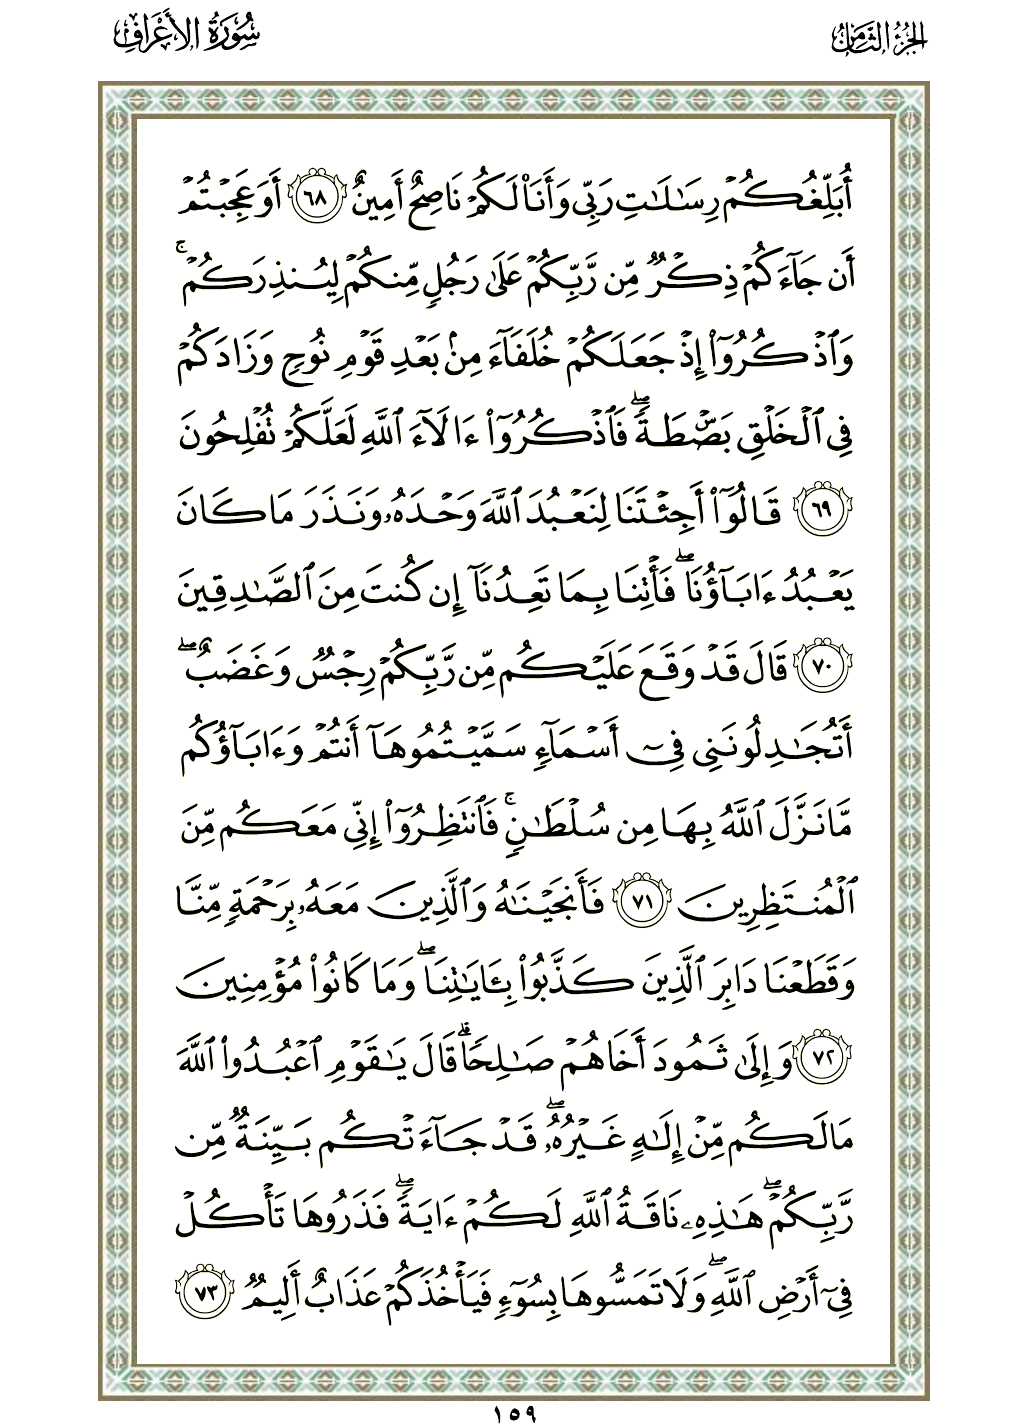 الجزء الثامن
سورة الأعراف
أُبَلِّغُكُمۡ رِسَٰلَٰتِ رَبِّي وَأَنَا۠ لَكُمۡ نَاصِحٌ أَمِينٌ ٦٨ أَوَعَجِبۡتُمۡ
أَن جَآءَكُمۡ ذِكۡرٞ مِّن رَّبِّكُمۡ عَلَىٰ رَجُلٖ مِّنكُمۡ لِيُنذِرَكُمۡۚ
وَٱذۡكُرُوٓاْ إِذۡ جَعَلَكُمۡ خُلَفَآءَ مِنۢ بَعۡدِ قَوۡمِ نُوحٖ وَزَادَكُمۡ
فِي ٱلۡخَلۡقِ بَصۜۡطَةٗۖ فَٱذۡكُرُوٓاْ ءَالَآءَ ٱللَّهِ لَعَلَّكُمۡ تُفۡلِحُونَ
٦٩ قَالُوٓاْ أَجِئۡتَنَا لِنَعۡبُدَ ٱللَّهَ وَحۡدَهُۥ وَنَذَرَ مَا كَانَ
يَعۡبُدُ ءَابَآؤُنَا ۖ فَأۡتِنَا بِمَا تَعِدُنَآ إِن كُنتَ مِنَ ٱلصَّٰدِقِينَ
٧٠ قَالَ قَدۡ وَقَعَ عَلَيۡكُم مِّن رَّبِّكُمۡ رِجۡسٞ وَغَضَبٌۖ
أَتُجَٰدِلُونَنِي فِيٓ أَسۡمَآءٖ سَمَّيۡتُمُوهَآ أَنتُمۡ وَءَابَآؤُكُم
مَّا نَزَّلَ ٱللَّهُ بِهَا مِن سُلۡطَٰنٖۚ فَٱنتَظِرُوٓاْ إِنِّي مَعَكُم مِّنَ
ٱلۡمُنتَظِرِينَ ٧١ فَأَنجَيۡنَٰهُ وَٱلَّذِينَ مَعَهُۥ بِرَحۡمَةٖ مِّنَّا
وَقَطَعۡنَا دَابِرَ ٱلَّذِينَ كَذَّبُواْ بِـَٔايَٰتِنَاۖ وَمَا كَانُواْ مُؤۡمِنِينَ
٧٢ وَإِلَىٰ ثَمُودَ أَخَاهُمۡ صَٰلِحٗاۚ قَالَ يَٰقَوۡمِ ٱعۡبُدُواْ ٱللَّهَ
مَا لَكُم مِّنۡ إِلَٰهٍ غَيۡرُهُۥۖ قَدۡ جَآءَتۡكُم بَيِّنَةٞ مِّن
رَّبِّكُمۡۖ هَٰذِهِۦ نَاقَةُ ٱللَّهِ لَكُمۡ ءَايَةٗۖ فَذَرُوهَا تَأۡكُلۡ
فِيٓ أَرۡضِ ٱللَّهِۖ وَلَا تَمَسُّوهَا بِسُوٓءٖ فَيَأۡخُذَكُمۡ عَذَابٌ أَلِيمٞ ٧٣
١٥٩